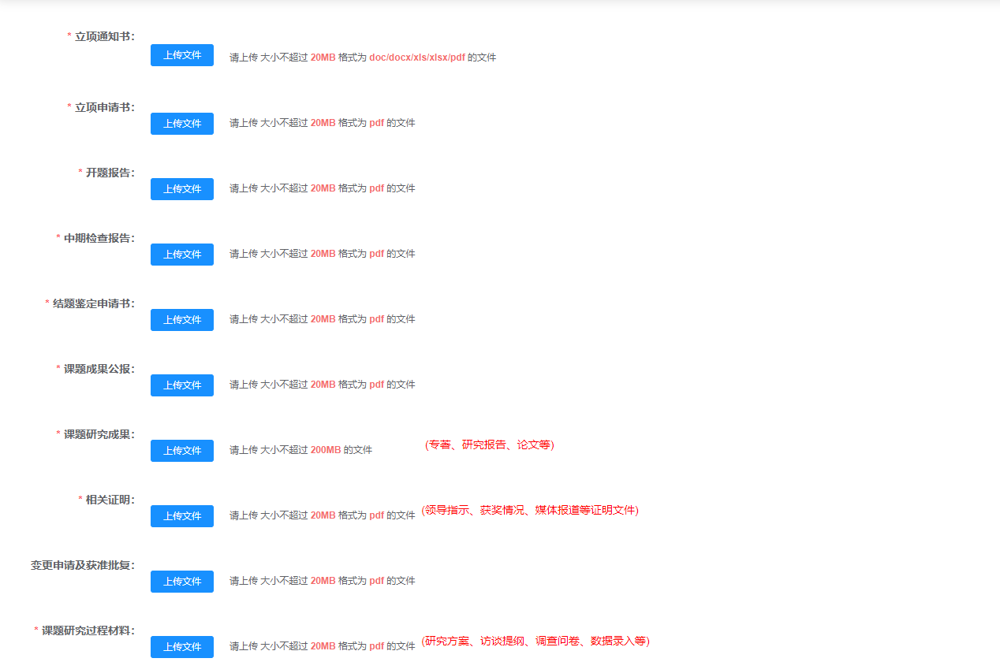 * 立项通知书：
上传文件 请上传 大小不超过 20MB 格式为 doc/docx/xls/xlsx/pdf 的文件
* 立项申请书：
上传文件 请上传 大小不超过 20MB 格式为 pdf 的文件
* 开题报告：
上传文件 请上传 大小不超过 20MB 格式为 pdf 的文件
* 中期检查报告：
上传文件 请上传 大小不超过 20MB 格式为 pdf 的文件
* 结题鉴定申请书：
上传文件 请上传 大小不超过 20MB 格式为 pdf 的文件
* 课题成果公报：
上传文件 请上传 大小不超过 20MB 格式为 pdf 的文件
* 课题研究成果：
上传文件 请上传 大小不超过 200MB 的文件 (专著、研究报告、论文等)
* 相关证明：
上传文件 请上传 大小不超过 20MB 格式为 pdf 的文件 (领导指示、获奖情况、媒体报道等证明文件)
变更申请及获准批复：
上传文件 请上传 大小不超过 20MB 格式为 pdf 的文件
* 课题研究过程材料：
上传文件 请上传 大小不超过 20MB 格式为 pdf 的文件 (研究方案、访谈提纲、调查问卷、数据录入等)